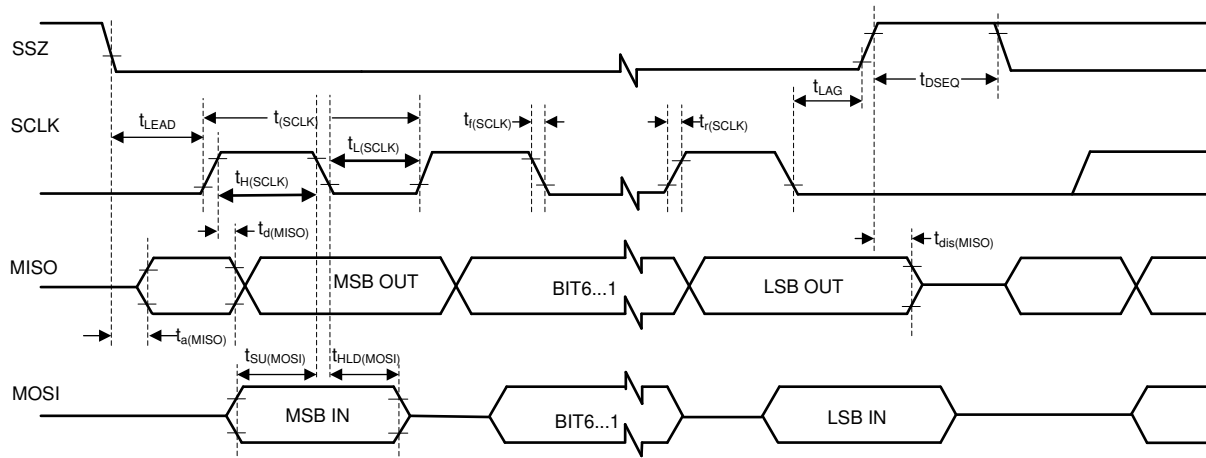 SSZ
tLAG
tDSEQ
SCLK
tLEAD
t(SCLK)
tf(SCLK)
tr(SCLK)
tL(SCLK)
tH(SCLK)
td(MISO)
tdis(MISO)
MISO
MSB OUT
BIT6...1
LSB OUT
ta(MISO)
tSU(MOSI)
tHLD(MOSI)
MOSI
MSB IN
BIT6...1
LSB IN